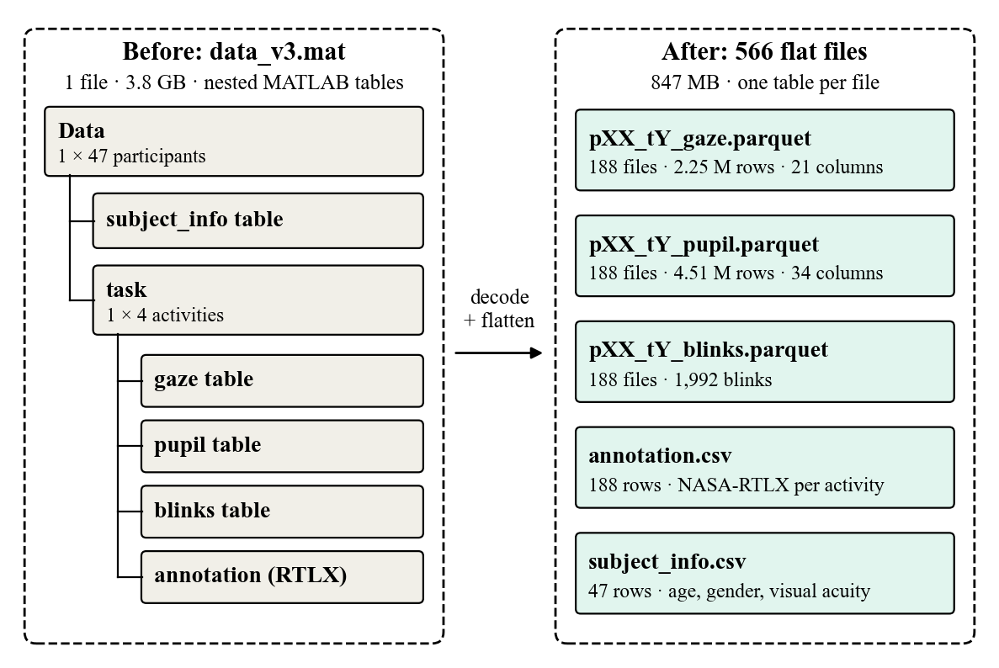 Before: data_v3.mat
1 file · 3.8 GB · nested MATLAB tables
Data
1 × 47 participants
subject_info table
task
1 × 4 activities
gaze table
pupil table
blinks table
annotation (RTLX)
decode
+ flatten
After: 566 flat files
847 MB · one table per file
pXX_tY_gaze.parquet
188 files · 2.25 M rows · 21 columns
pXX_tY_pupil.parquet
188 files · 4.51 M rows · 34 columns
pXX_tY_blinks.parquet
188 files · 1,992 blinks
annotation.csv
188 rows · NASA-RTLX per activity
subject_info.csv
47 rows · age, gender, visual acuity